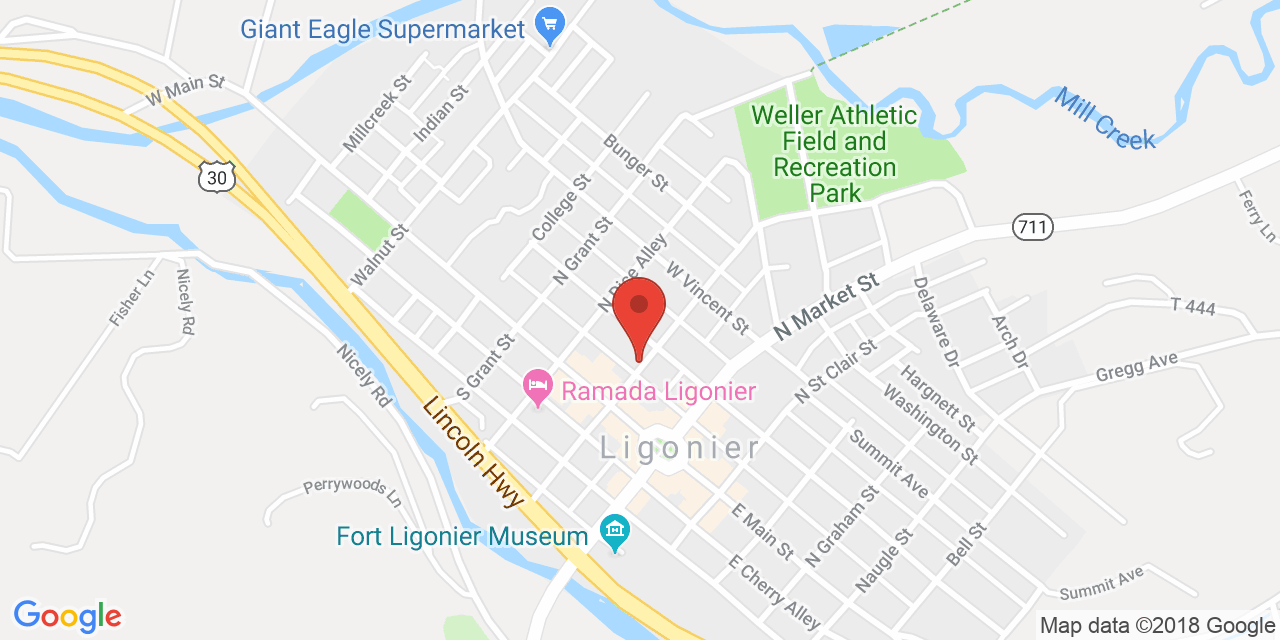 Giant Eagle Supermarket
W Main St
Millcreek St
Indian St
Mill Creek
Weller Athletic
Field and
Recreation
Park
Bunger St
30
College St
711
Ferry Ln
N Grant St
Walnut St
N Dice Alley
W Vincent St
Fisher Ln
Nicely Rd
N Market St
Delaware Dr
T 444
Arch Dr
S Grant St
Nicely Rd
N St Clair St
Gregg Ave
Hargnett St
Ramada Ligonier
Washington St
Lincoln Hwy
Ligonier
Summit Ave
Perrywoods Ln
E Main St
N Graham St
Fort Ligonier Museum
Bell St
Naugle St
E Cherry Alley
Summit Ave
Google
Map data ©2018 Google